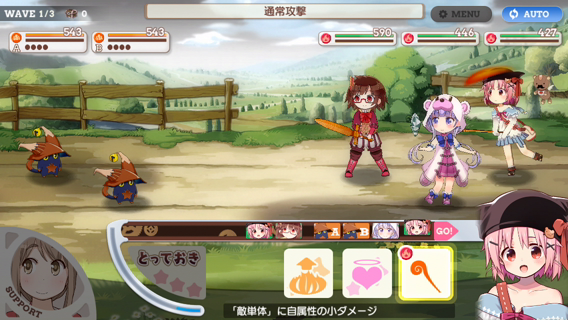 WAVE 1/3 0
通常攻撃
MENU
AUTO
543 543
A B
590 446 427
A B GO!
とっておき
SUPPORT
「敵単体」に自属性の小ダメージ